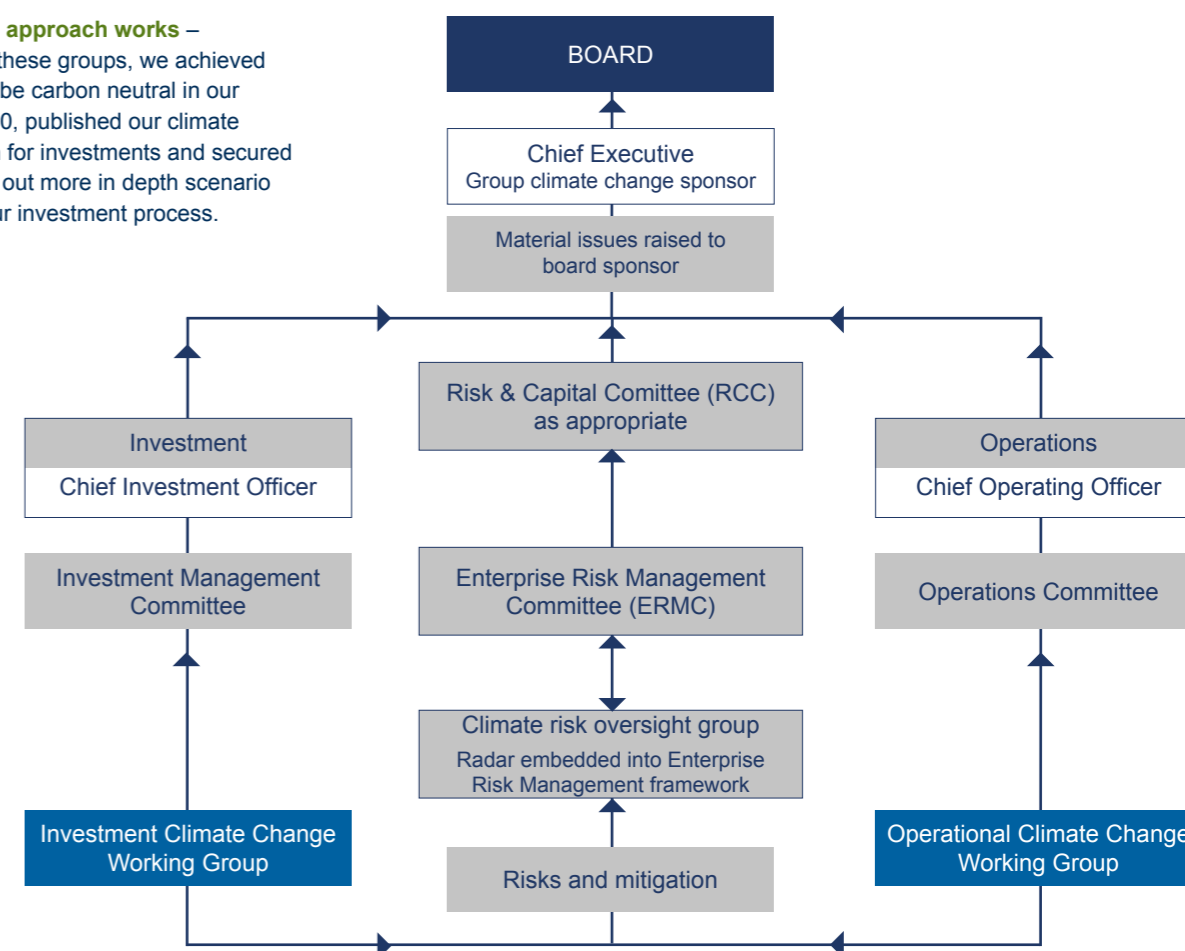 approach works –
these groups, we achieved
be carbon neutral in our
0, published our climate
for investments and secured
out more in depth scenario
ur investment process.
BOARD
Chief Executive
Group climate change sponsor
Material issues raised to
board sponsor
Risk & Capital Comittee (RCC)
as appropriate
Investment
Chief Investment Officer
Operations
Chief Operating Officer
Investment Management
Committee
Enterprise Risk Management
Committee (ERMC)
Operations Committee
Climate risk oversight group
Radar embedded into Enterprise
Risk Management framework
Investment Climate Change
Working Group
Operational Climate Change
Working Group
Risks and mitigation